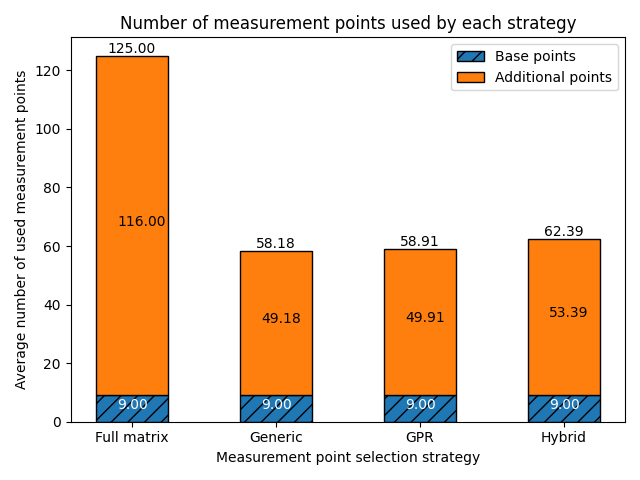 Number of measurement points used by each strategy
Average number of used measurement points
120
100
80
60
40
20
0
Base points
Additional points
125.00
116.00
9.00
58.18
49.18
9.00
58.91
49.91
9.00
62.39
53.39
9.00
Full matrix
Generic
GPR
Hybrid
Measurement point selection strategy